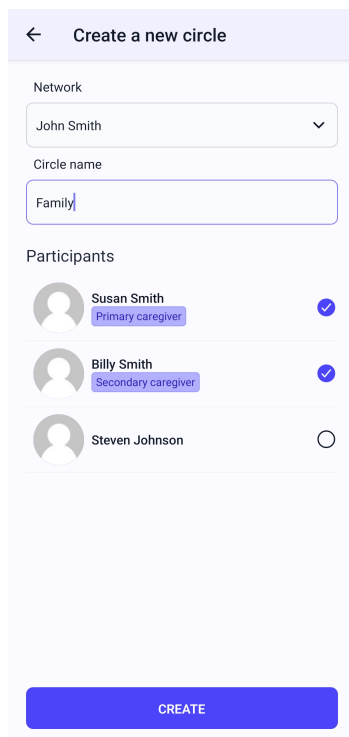 Create a new circle
Network
John Smith
Circle name
Family
Participants
Susan Smith
Primary caregiver
Billy Smith
Secondary caregiver
Steven Johnson
CREATE